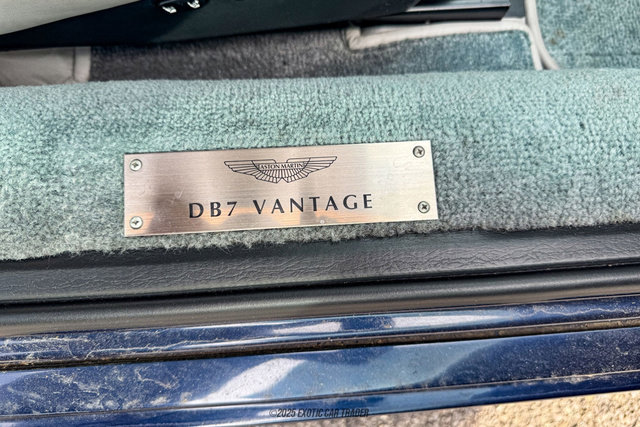 ASTON MARTIN
DB7 VANTAGE
©2025 EXOTIC CAR TRADER